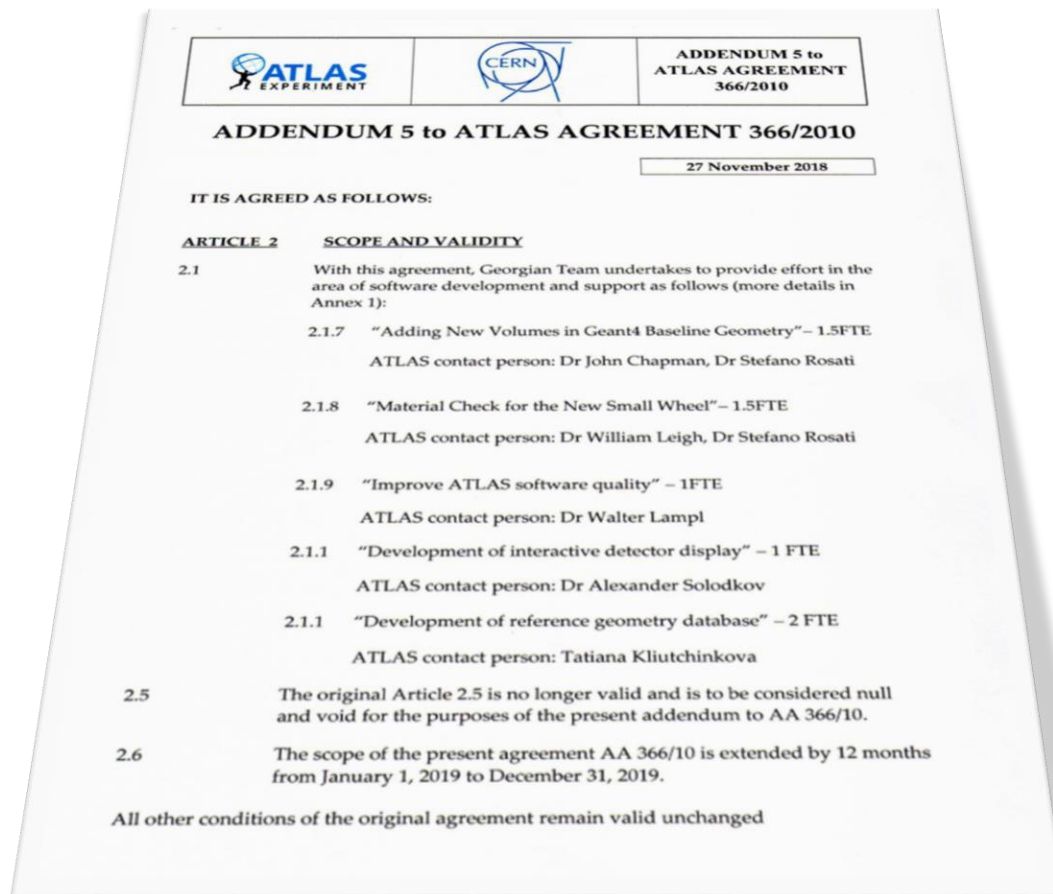 ATLAS
EXPERIMENT
CERN
ADDENDUM 5 to
ATLAS AGREEMENT
366/2010
ADDENDUM 5 to ATLAS AGREEMENT 366/2010
27 November 2018
IT IS AGREED AS FOLLOWS:
ARTICLE 2 SCOPE AND VALIDITY
2.1 With this agreement, Georgian Team undertakes to provide effort in the
area of software development and support as follows (more details in
Annex 1):
2.1.7 "Adding New Volumes in Geant4 Baseline Geometry"– 1.5FTE
ATLAS contact person: Dr John Chapman, Dr Stefano Rosati
2.1.8 "Material Check for the New Small Wheel"– 1.5FTE
ATLAS contact person: Dr William Leigh, Dr Stefano Rosati
2.1.9 "Improve ATLAS software quality" – 1FTE
ATLAS contact person: Dr Walter Lampl
2.1.1 "Development of interactive detector display" – 1 FTE
ATLAS contact person: Dr Alexander Solodkov
2.1.1 "Development of reference geometry database" – 2 FTE
ATLAS contact person: Tatiana Kliutchinkova
2.5 The original Article 2.5 is no longer valid and is to be considered null
and void for the purposes of the present addendum to AA 366/10.
2.6 The scope of the present agreement AA 366/10 is extended by 12 months
from January 1, 2019 to December 31, 2019.
All other conditions of the original agreement remain valid unchanged